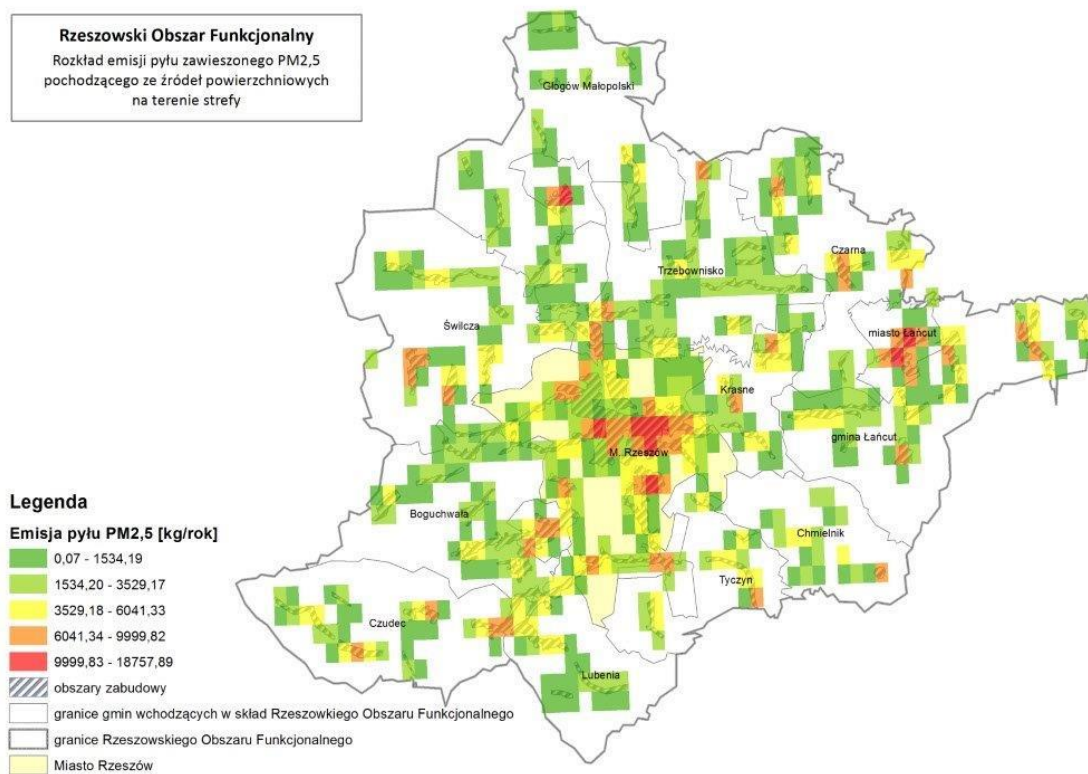 Rzeszowski Obszar Funkcjonalny
Rozkład emisji pyłu zawieszonego PM2,5
pochodzącego ze źródeł powierzchniowych
na terenie strefy
Głogów Małopolski
Czarna
Trzebownisko
Świlcza
miasto Łańcut
Krasne
gmina Łańcut
M. Rzeszów
Boguchwała
Chmielnik
Tyczyn
Czudec
Lubenia
Legenda
Emisja pyłu PM2,5 [kg/rok]
0,07 - 1534,19
1534,20 - 3529,17
3529,18 - 6041,33
6041,34 - 9999,82
9999,83 - 18757,89
obszary zabudowy
granice gmin wchodzących w skład Rzeszowkiego Obszaru Funkcjonalnego
granice Rzeszowskiego Obszaru Funkcjonalnego
Miasto Rzeszów